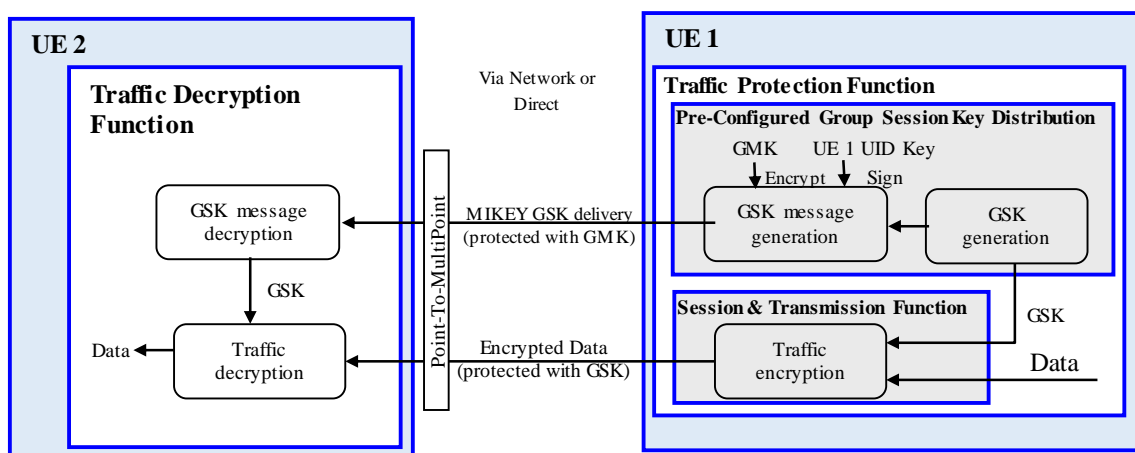 UE 2
Traffic Decryption
Function
GSK message
decryption
GSK
Data
Traffic
decryption
Via Network or
Direct
Point-To-MultiPoint
MIKEY GSK delivery
(protected with GMK)
Encrypted Data
(protected with GSK)
UE 1
Traffic Protection Function
Pre-Configured Group Session Key Distribution
GMK UE 1 UID Key
Encrypt Sign
GSK message
generation
GSK
generation
Session & Transmission Function
GSK
Traffic
encryption
Data